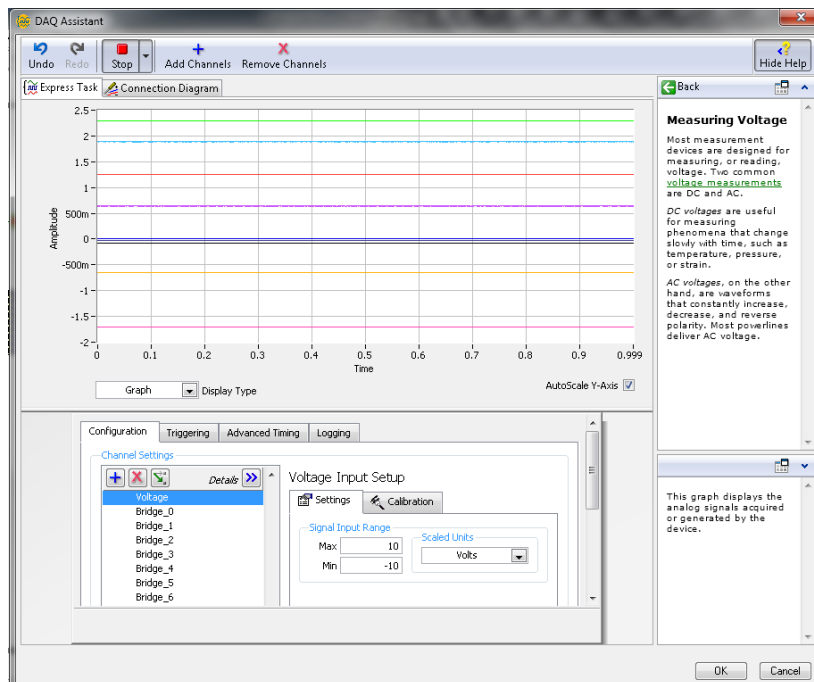 DAQ Assistant
Undo Redo Stop Add Channels Remove Channels Hide Help
Express Task Connection Diagram
2.5
2
1.5
1
500m
0
-500m
-1
-1.5
-2
Amplitude
0 0.1 0.2 0.3 0.4 0.5 0.6 0.7 0.8 0.9 0.999
Time
Graph Display Type AutoScale Y-Axis
Configuration Triggering Advanced Timing Logging
Channel Settings
Details
Voltage
Bridge_0
Bridge_1
Bridge_2
Bridge_3
Bridge_4
Bridge_5
Bridge_6
Voltage Input Setup
Settings Calibration
Signal Input Range
Max 10
Min -10
Scaled Units
Volts
Back
Measuring Voltage
Most measurement
devices are designed for
measuring, or reading,
voltage. Two common
voltage measurements
are DC and AC.
DC voltages are useful
for measuring
phenomena that change
slowly with time, such as
temperature, pressure,
or strain.
AC voltages, on the other
hand, are waveforms
that constantly increase,
decrease, and reverse
polarity. Most powerlines
deliver AC voltage.
This graph displays the
analog signals acquired
or generated by the
device.
OK Cancel